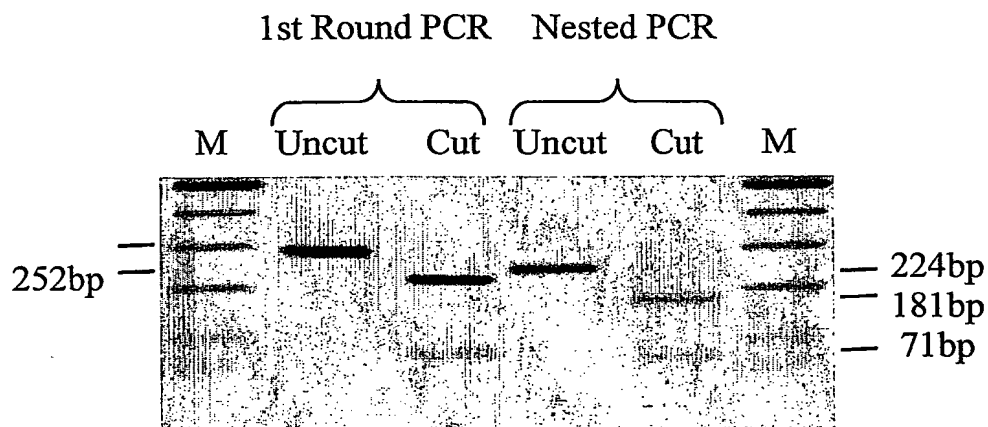 1st Round PCR Nested PCR
M Uncut Cut Uncut Cut M
252bp
224bp
181bp
71bp